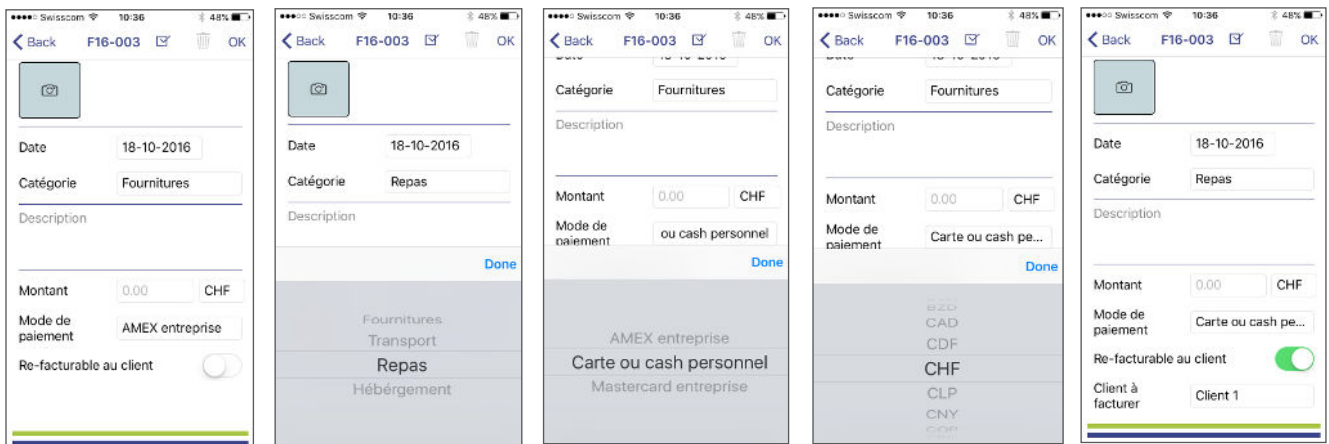 Swisscom 10:36 48%
Back F16-003 OK
Date 18-10-2016
Catégorie Fournitures
Description
Montant 0.00 CHF
Mode de
paiement
AMEX entreprise
Re-facturable au client
Swisscom 10:36 48%
Back F16-003 OK
Date 18-10-2016
Catégorie Repas
Description
Done
Fournitures
Transport
Repas
Hébérgement
Swisscom 10:36 48%
Back F16-003 OK
Catégorie Fournitures
Description
Montant 0.00 CHF
Mode de
paiement
ou cash personnel
Done
AMEX entreprise
Carte ou cash personnel
Mastercard entreprise
Swisscom 10:36 48%
Back F16-003 OK
Catégorie Fournitures
Description
Montant 0.00 CHF
Mode de
paiement
Carte ou cash pe...
Done
BZD
CAD
CDF
CHF
CLP
CNY
COP
Swisscom 10:36 48%
Back F16-003 OK
Date 18-10-2016
Catégorie Repas
Description
Montant 0.00 CHF
Mode de
paiement
Carte ou cash pe...
Re-facturable au client
Client à
facturer
Client 1